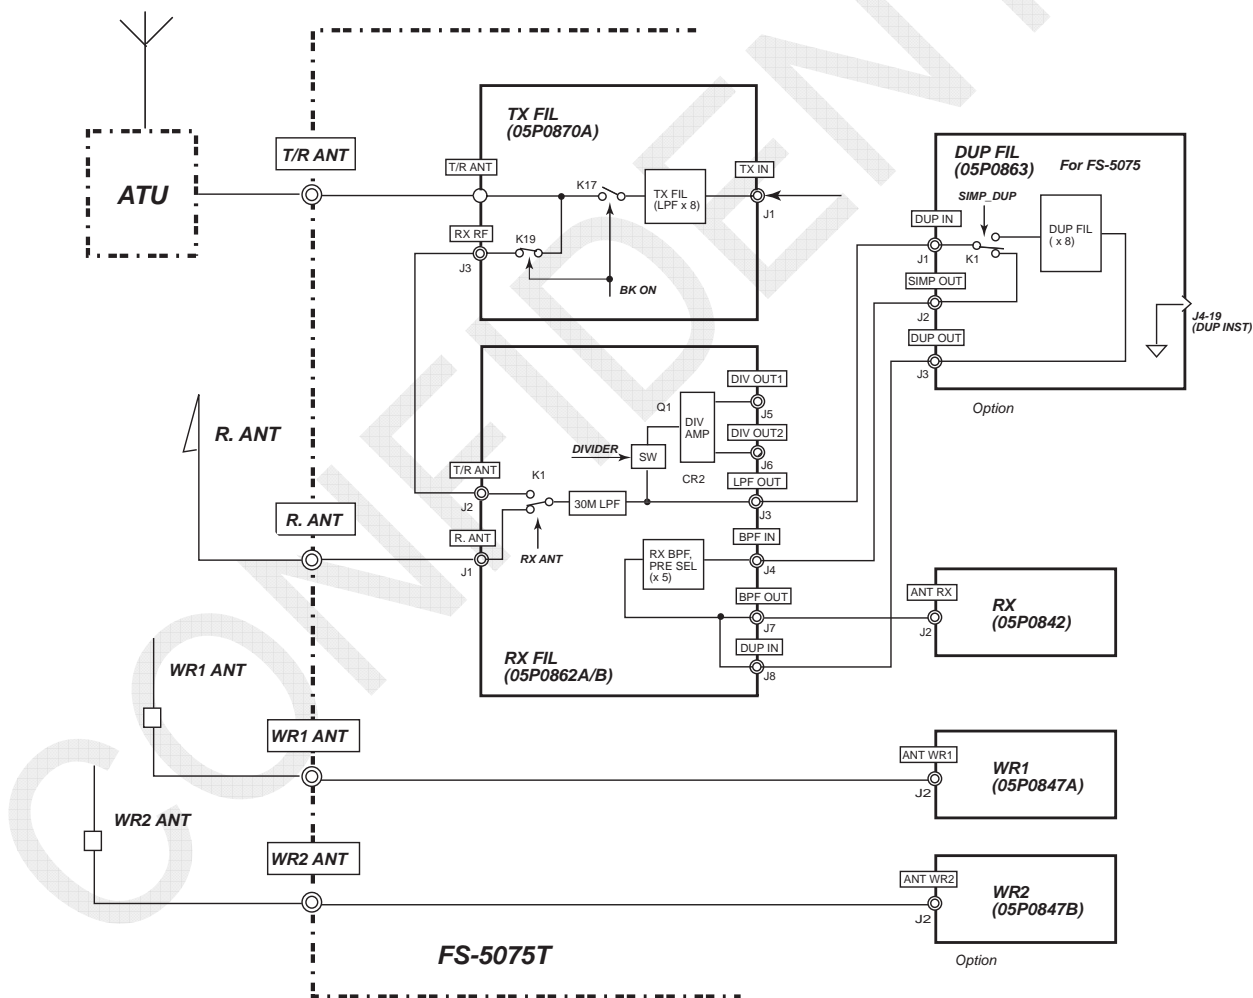 CONFIDENT
ATU
T/R ANT
TX FIL
(05P0870A)
T/R ANT
K17
TX FIL
(LPF x 8)
TX IN
J1
RX RF
J3
K19
BK ON
DUP FIL
(05P0863)
For FS-5075
SIMP_DUP
DUP IN
J1
K1
DUP FIL
( x 8)
SIMP OUT
J2
DUP OUT
J3
J4-19
(DUP INST)
Option
R. ANT
R. ANT
DIV OUT1
J5
Q1
DIV
AMP
DIV OUT2
J6
DIVIDER
SW
CR2
LPF OUT
J3
T/R ANT
J2
K1
30M LPF
R. ANT
J1
RX ANT
BPF IN
J4
RX BPF,
PRE SEL
(x 5)
BPF OUT
J7
DUP IN
J8
RX FIL
(05P0862A/B)
ANT RX
J2
RX
(05P0842)
WR1 ANT
WR1 ANT
ANT WR1
J2
WR1
(05P0847A)
WR2 ANT
WR2 ANT
ANT WR2
J2
WR2
(05P0847B)
Option
FS-5075T